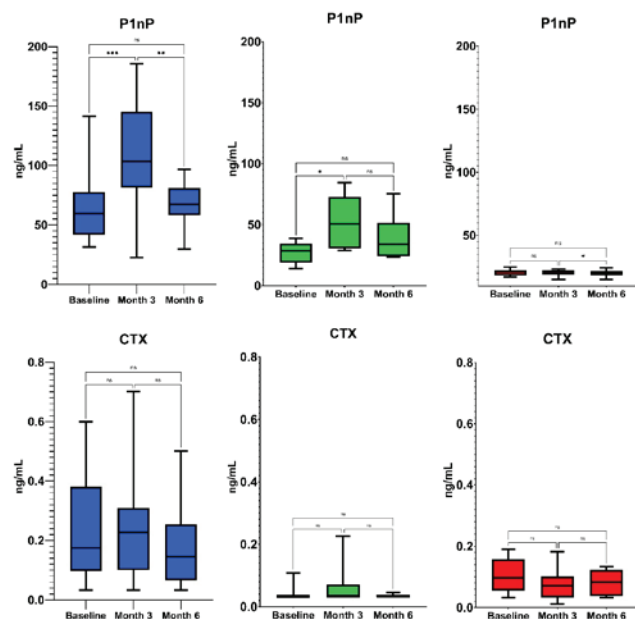 P1nP
ng/mL
200
150
100
50
0
ns
***
**
Baseline Month 3 Month 6
P1nP
ng/mL
200
150
100
50
0
ns
*
ns
Baseline Month 3 Month 6
P1nP
ng/mL
200
150
100
50
ns
ns
*
Baseline Month 3 Month 6
CTX
ng/mL
0.8
0.6
0.4
0.2
0.0
ns
ns
ns
Baseline Month 3 Month 6
CTX
ng/mL
0.8
0.6
0.4
0.2
0.0
ns
ns
ns
Baseline Month 3 Month 6
CTX
ng/mL
0.8
0.6
0.4
0.2
0.0
ns
ns
ns
Baseline Month 3 Month 6